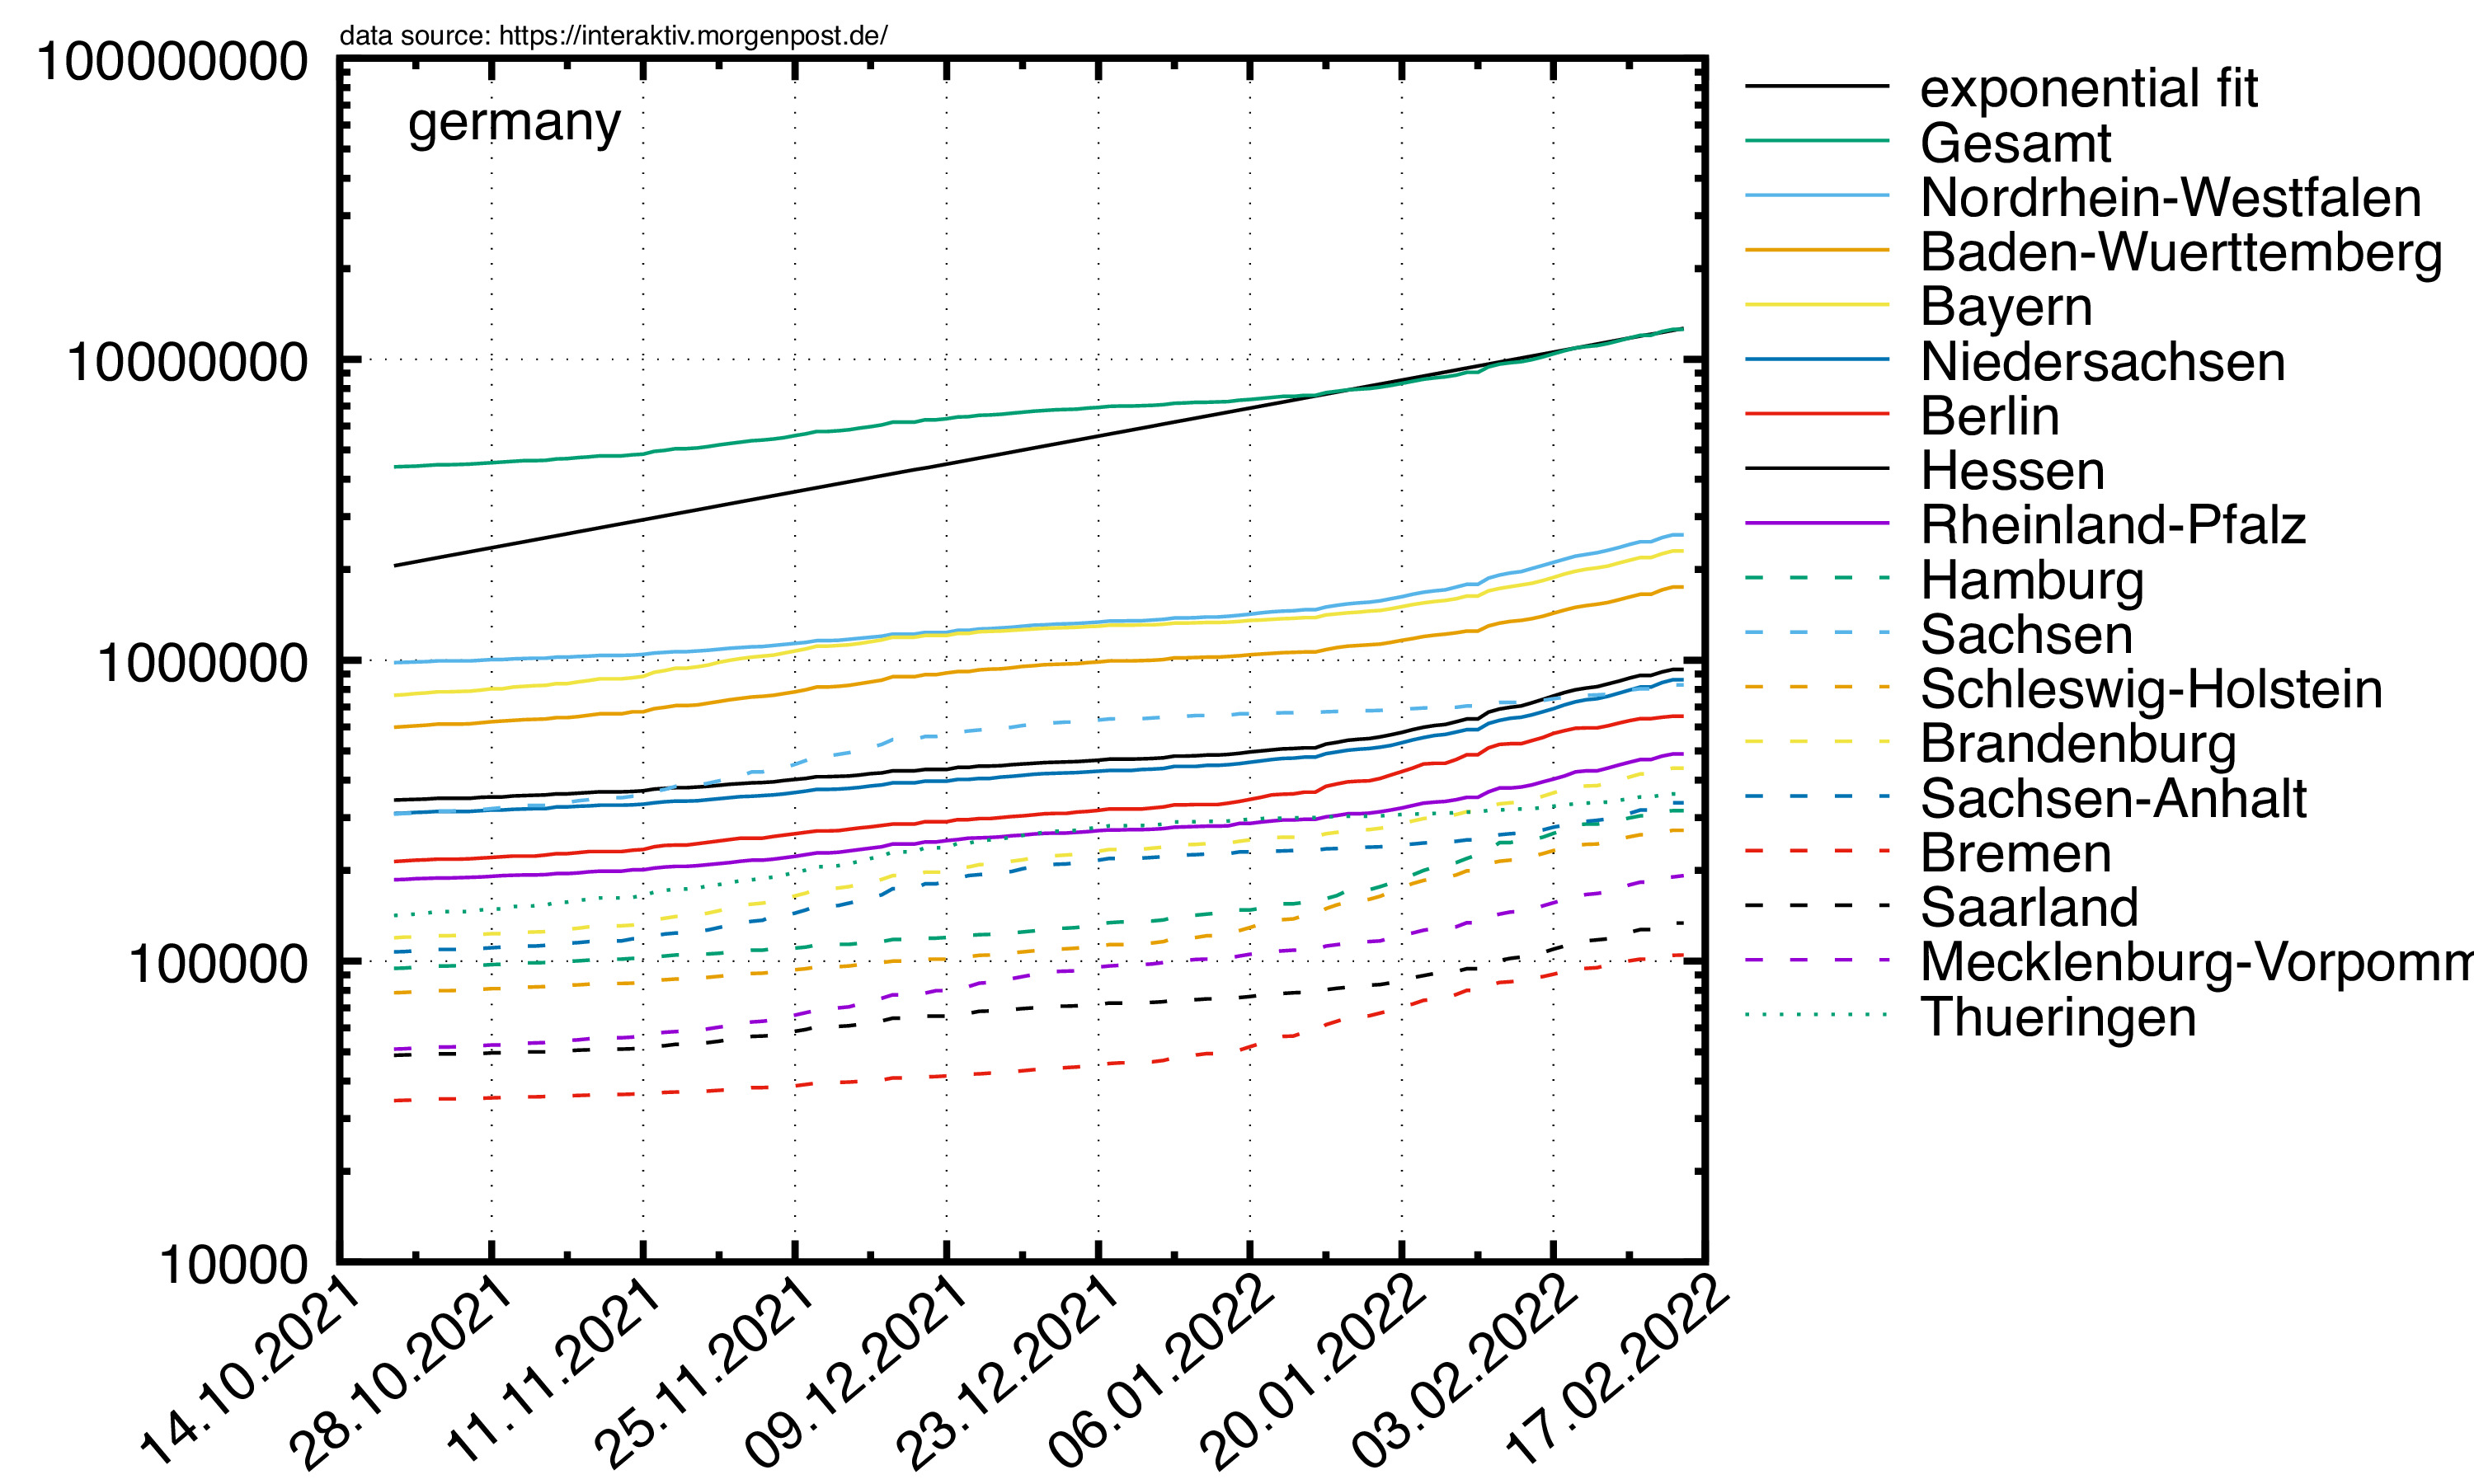 data source: https://interaktiv.morgenpost.de/
100000000
10000000
1000000
100000
10000
germany
exponential fit
Gesamt
Nordrhein-Westfalen
Baden-Wuerttemberg
Bayern
Niedersachsen
Berlin
Hessen
Rheinland-Pfalz
Hamburg
Sachsen
Schleswig-Holstein
Brandenburg
Sachsen-Anhalt
Bremen
Saarland
Mecklenburg-Vorpomm
Thueringen
14.10.2021
28.10.2021
11.11.2021
25.11.2021
09.12.2021
23.12.2021
06.01.2022
20.01.2022
03.02.2022
17.02.2022